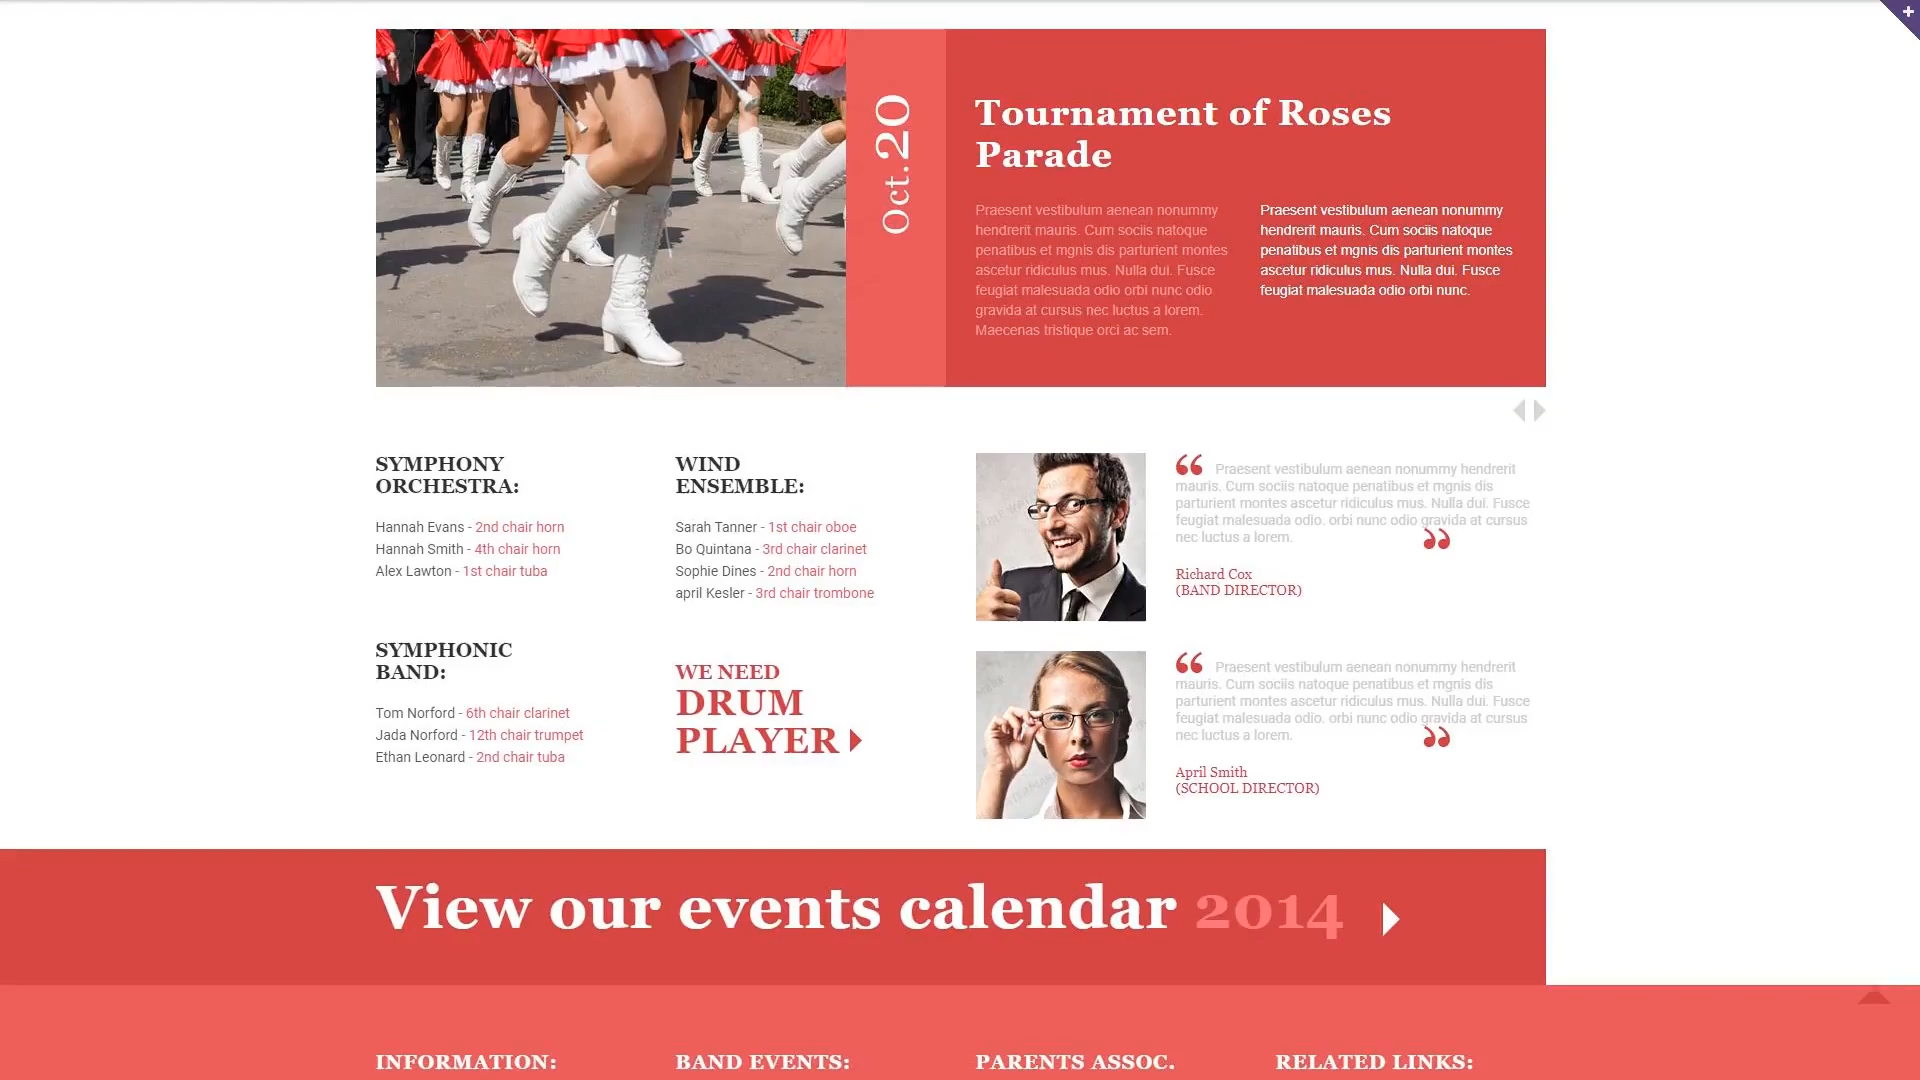 Oct.20
Tournament of Roses
Parade
Praesent vestibulum aenean nonummy
hendrerit mauris. Cum sociis natoque
penatibus et mgnis dis parturient montes
ascetur ridiculus mus. Nulla dui. Fusce
feugiat malesuada odio orbi nunc odio
gravida at cursus nec luctus a lorem.
Maecenas tristique orci ac sem.
Praesent vestibulum aenean nonummy
hendrerit mauris. Cum sociis natoque
penatibus et mgnis dis parturient montes
ascetur ridiculus mus. Nulla dui. Fusce
feugiat malesuada odio orbi nunc.
SYMPHONY
ORCHESTRA:
Hannah Evans - 2nd chair horn
Hannah Smith - 4th chair horn
Alex Lawton - 1st chair tuba
WIND
ENSEMBLE:
Sarah Tanner - 1st chair oboe
Bo Quintana - 3rd chair clarinet
Sophie Dines - 2nd chair horn
april Kesler - 3rd chair trombone
SYMPHONIC
BAND:
Tom Norford - 6th chair clarinet
Jada Norford - 12th chair trumpet
Ethan Leonard - 2nd chair tuba
WE NEED
DRUM
PLAYER
“ Praesent vestibulum aenean nonummy hendrerit
mauris. Cum sociis natoque penatibus et mgnis dis
parturient montes ascetur ridiculus mus. Nulla dui. Fusce
feugiat malesuada odio. orbi nunc odio gravida at cursus
nec luctus a lorem. ”
Richard Cox
(BAND DIRECTOR)
“ Praesent vestibulum aenean nonummy hendrerit
mauris. Cum sociis natoque penatibus et mgnis dis
parturient montes ascetur ridiculus mus. Nulla dui. Fusce
feugiat malesuada odio. orbi nunc odio gravida at cursus
nec luctus a lorem. ”
April Smith
(SCHOOL DIRECTOR)
View our events calendar 2014
INFORMATION:
BAND EVENTS:
PARENTS ASSOC.
RELATED LINKS: